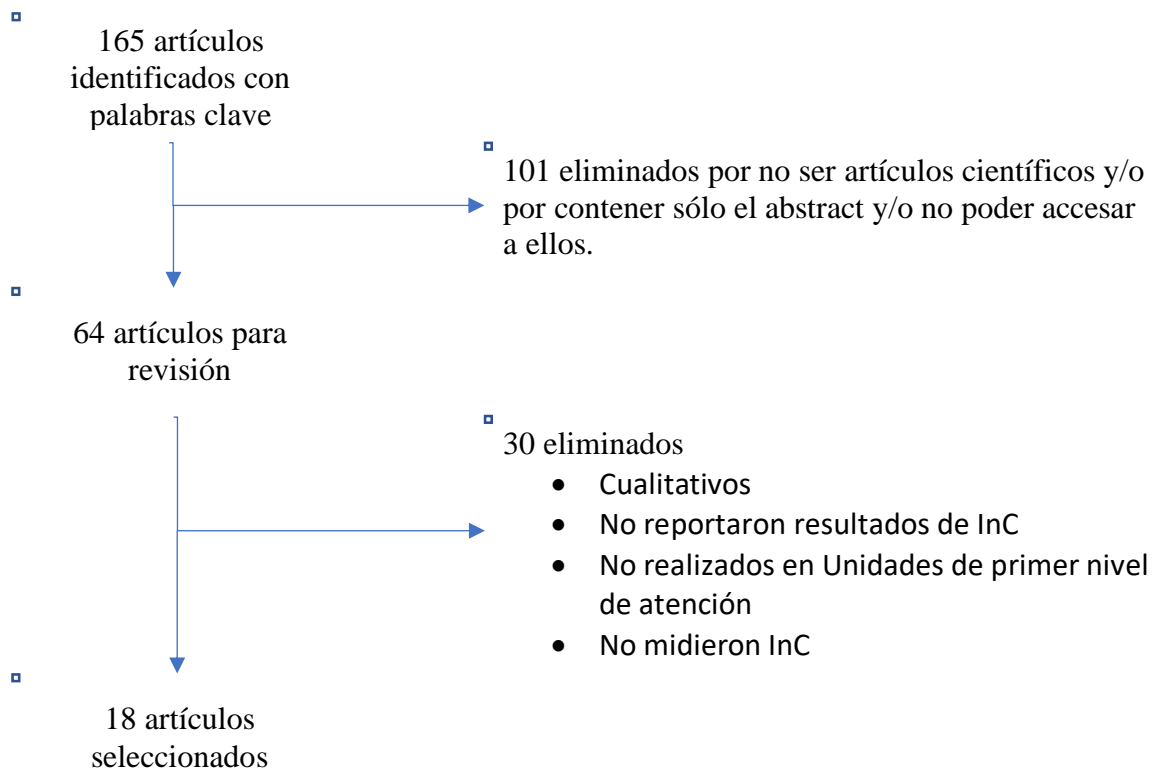 165 artículos
identificados con
palabras clave
101 eliminados por no ser artículos científicos y/o
por contener sólo el abstract y/o no poder accesar
a ellos.
64 artículos para
revisión
30 eliminados
• Cualitativos
• No reportaron resultados de InC
• No realizados en Unidades de primer nivel
de atención
• No midieron InC
18 artículos
seleccionados